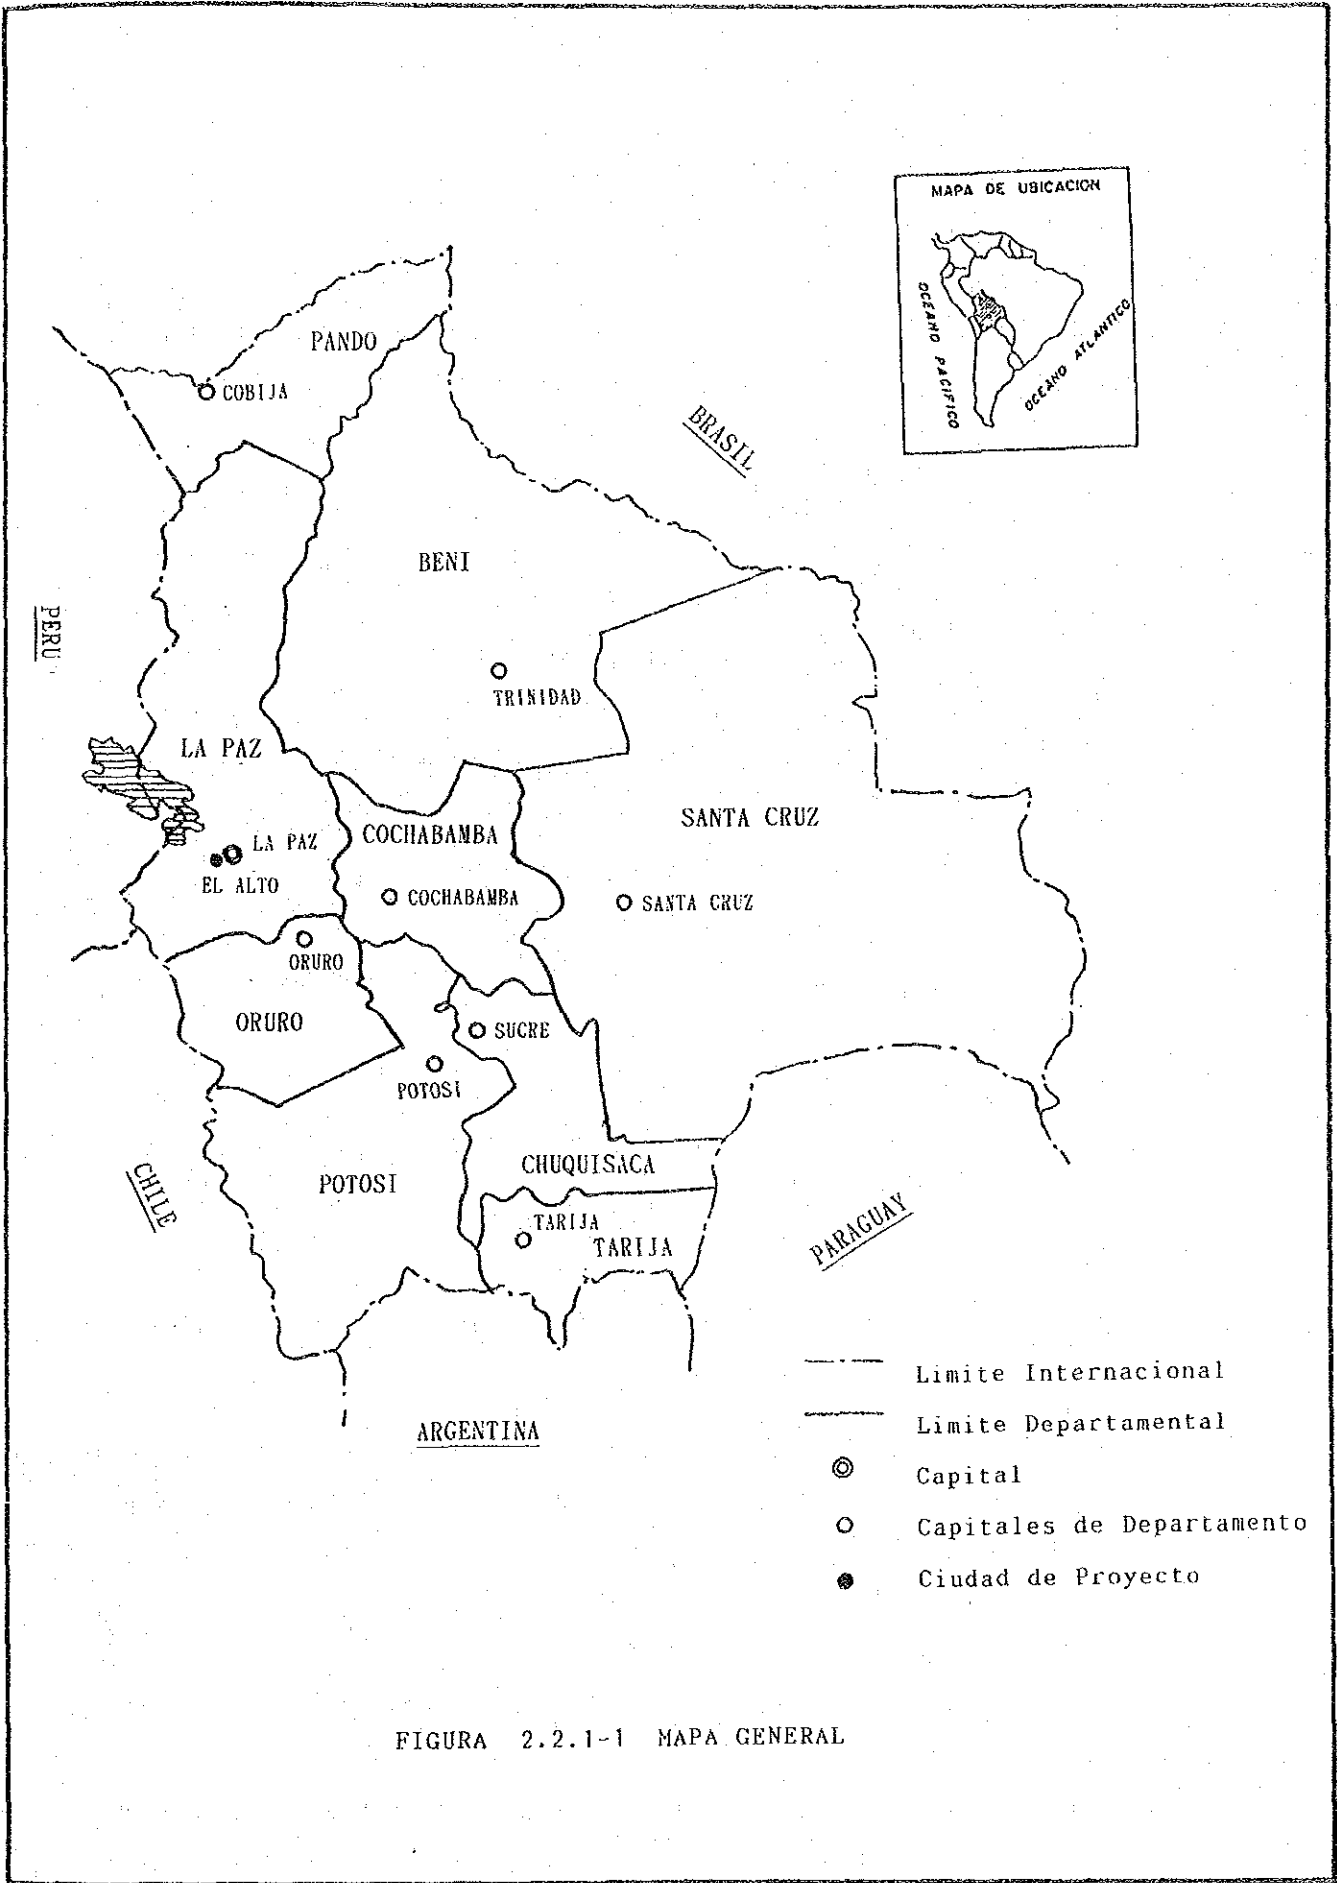 MAPA DE UBICACION
OCEANO PACIFICO
OCEANO ATLANTICO
PANDO
COBIJA
BRASIL
BENI
PERU
TRINIDAD
LA PAZ
SANTA CRUZ
COCHABAMBA
LA PAZ
EL ALTO
COCHABAMBA
SANTA CRUZ
ORURO
ORURO
SUCRE
POTOSI
CHUQUISACA
CHILE
POTOSI
TARIJA
TARIJA
PARAGUAY
ARGENTINA
Limite Internacional
Limite Departamental
Capital
Capitales de Departamento
Ciudad de Proyecto
FIGURA 2.2.1-1 MAPA GENERAL